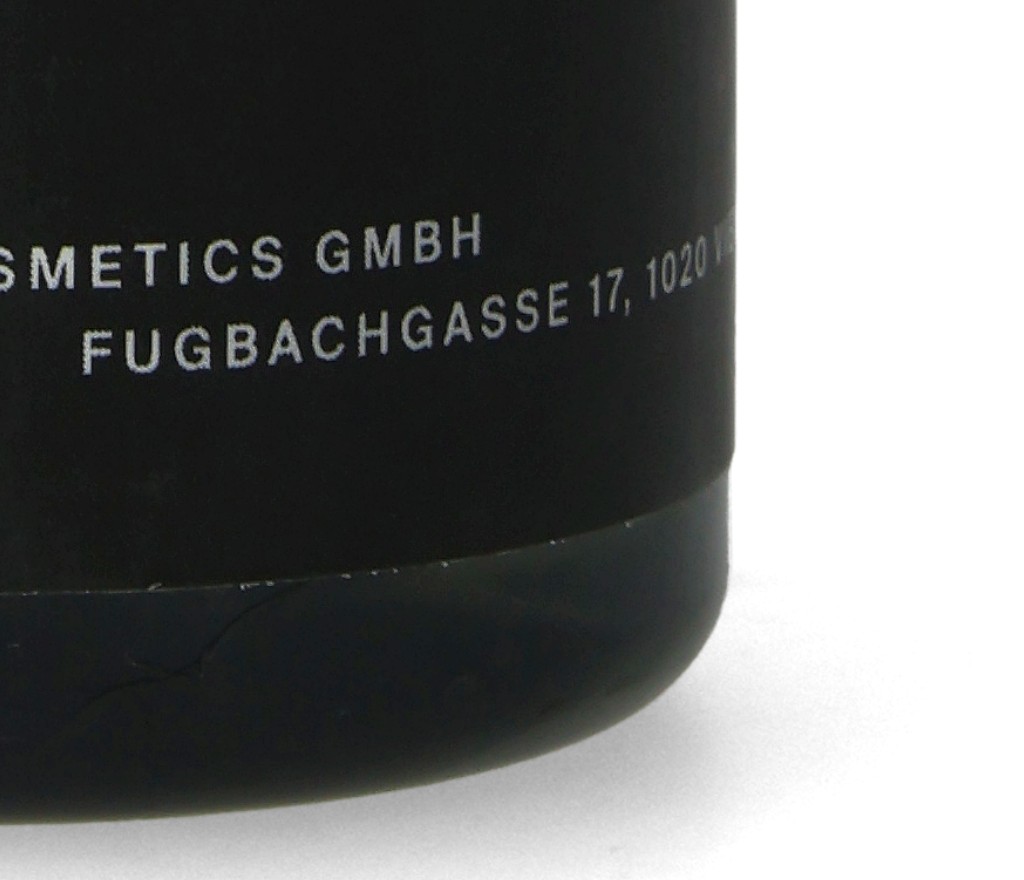 SMETICS GMBH
FUGBACHGASSE 17, 1020